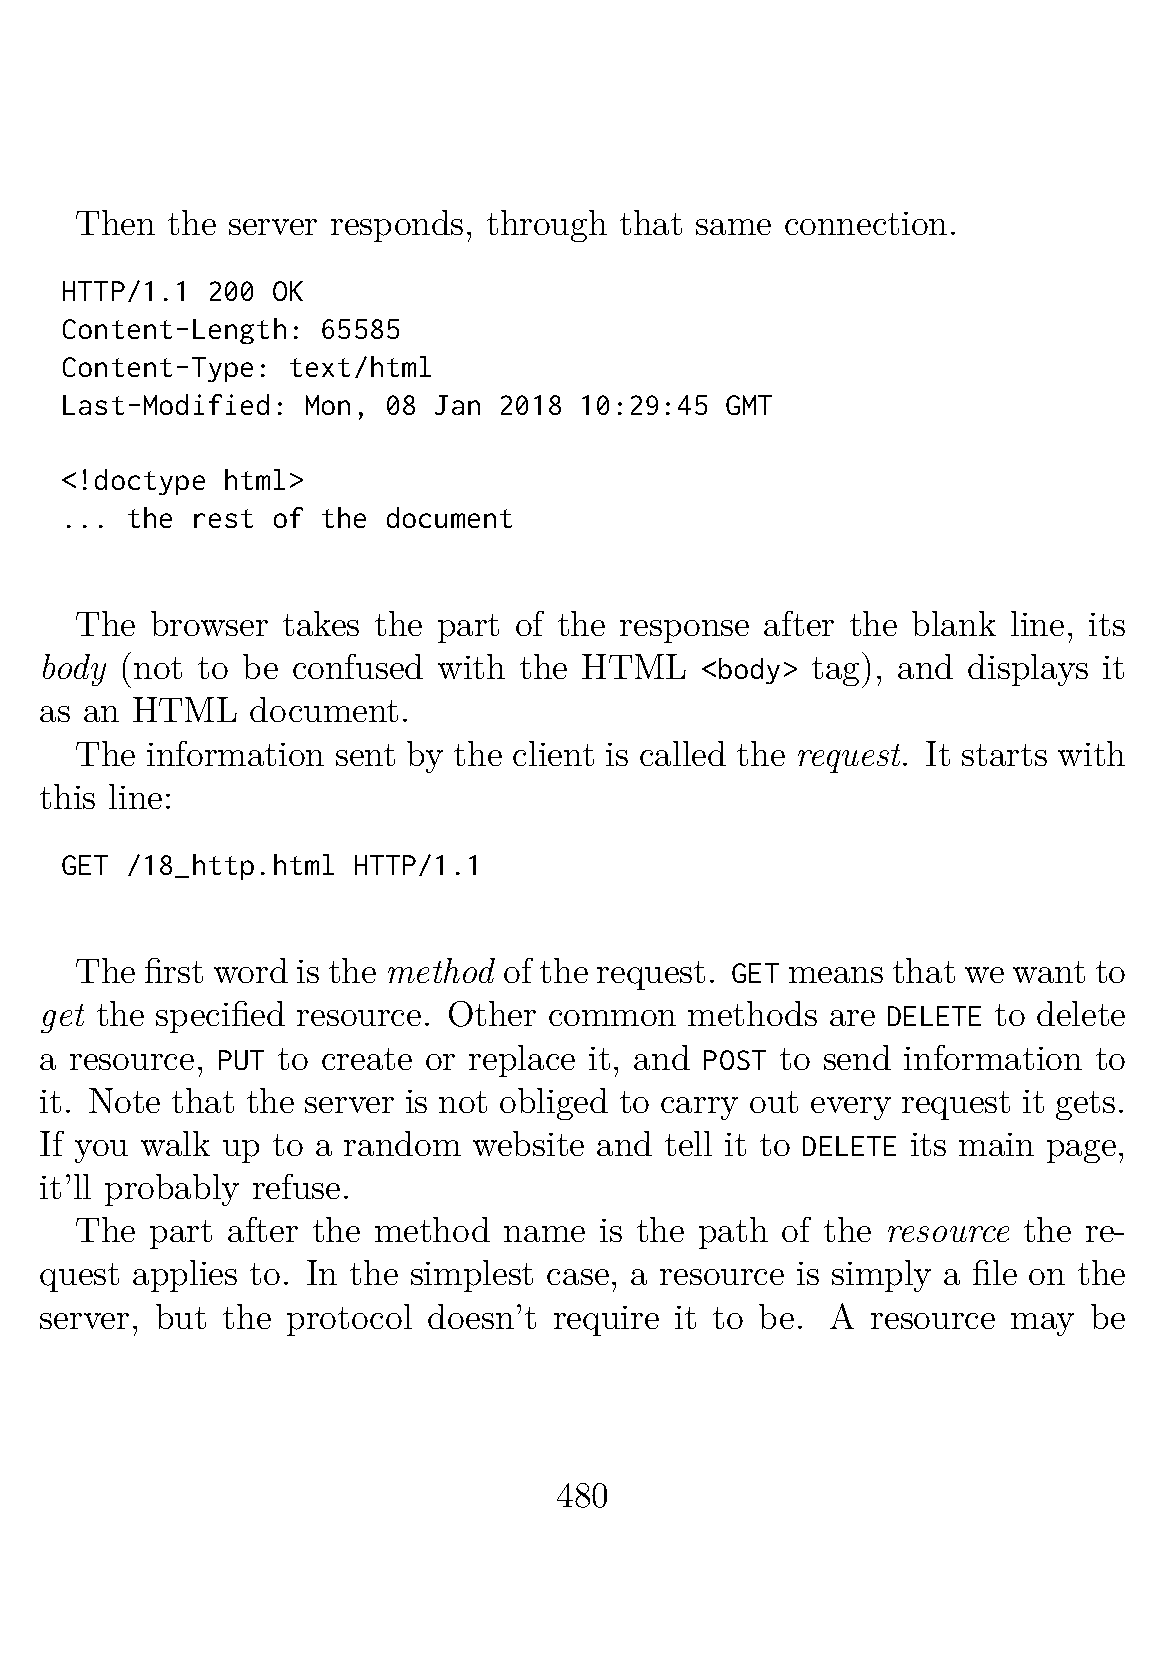 Then the server responds, through that same connection.
HTTP/1.1 200 OK
Content-Length: 65585
Content-Type: text/html
Last-Modified: Mon, 08 Jan 2018 10:29:45 GMT
<!doctype html>
... the rest of the document
The browser takes the part of the response after the blank line, its
body (not to be confused with the HTML <body> tag), and displays it
as an HTML document.
The information sent by the client is called the request. It starts with
this line:
GET /18_http.html HTTP/1.1
The first word is the method of the request. GET means that we want to
get the specified resource. Other common methods are DELETE to delete
a resource, PUT to create or replace it, and POST to send information to
it. Note that the server is not obliged to carry out every request it gets.
If you walk up to a random website and tell it to DELETE its main page,
it'll probably refuse.
The part after the method name is the path of the resource the re-
quest applies to. In the simplest case, a resource is simply a file on the
server, but the protocol doesn't require it to be. A resource may be
480